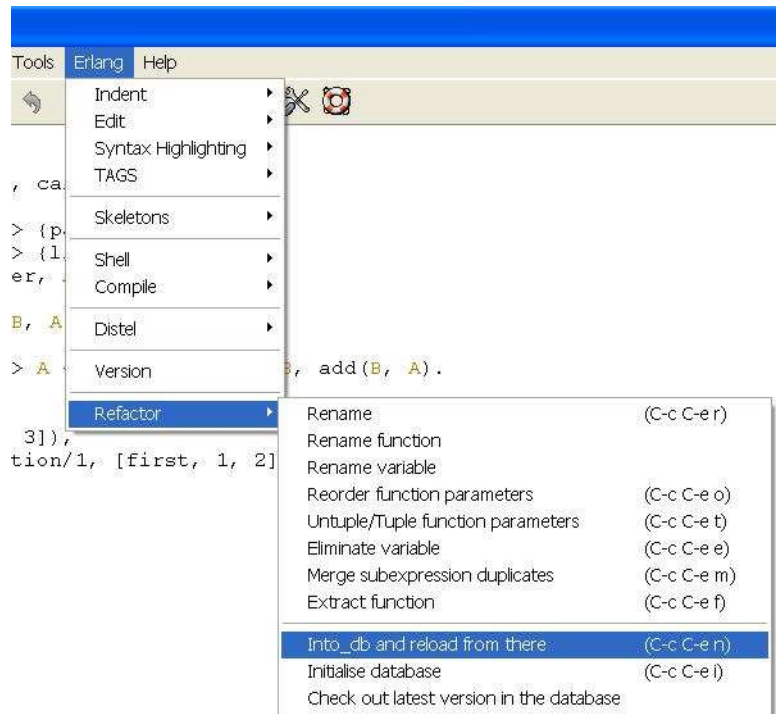 Tools Erlang Help
Indent
Edit
Syntax Highlighting
, ca
TAGS
Skeletons
> {p
> {l
Shell
er,
Compile
B, A
Distel
> A
Version
B, add(B, A).
Refactor
Rename (C-c C-e r)
3]),
Rename function
tion/1, [first, 1, 2]
Rename variable
Reorder function parameters (C-c C-e o)
Untuple/Tuple function parameters (C-c C-e t)
Eliminate variable (C-c C-e e)
Merge subexpression duplicates (C-c C-e m)
Extract function (C-c C-e f)
Into_db and reload from there (C-c C-e n)
Initialise database (C-c C-e i)
Check out latest version in the database